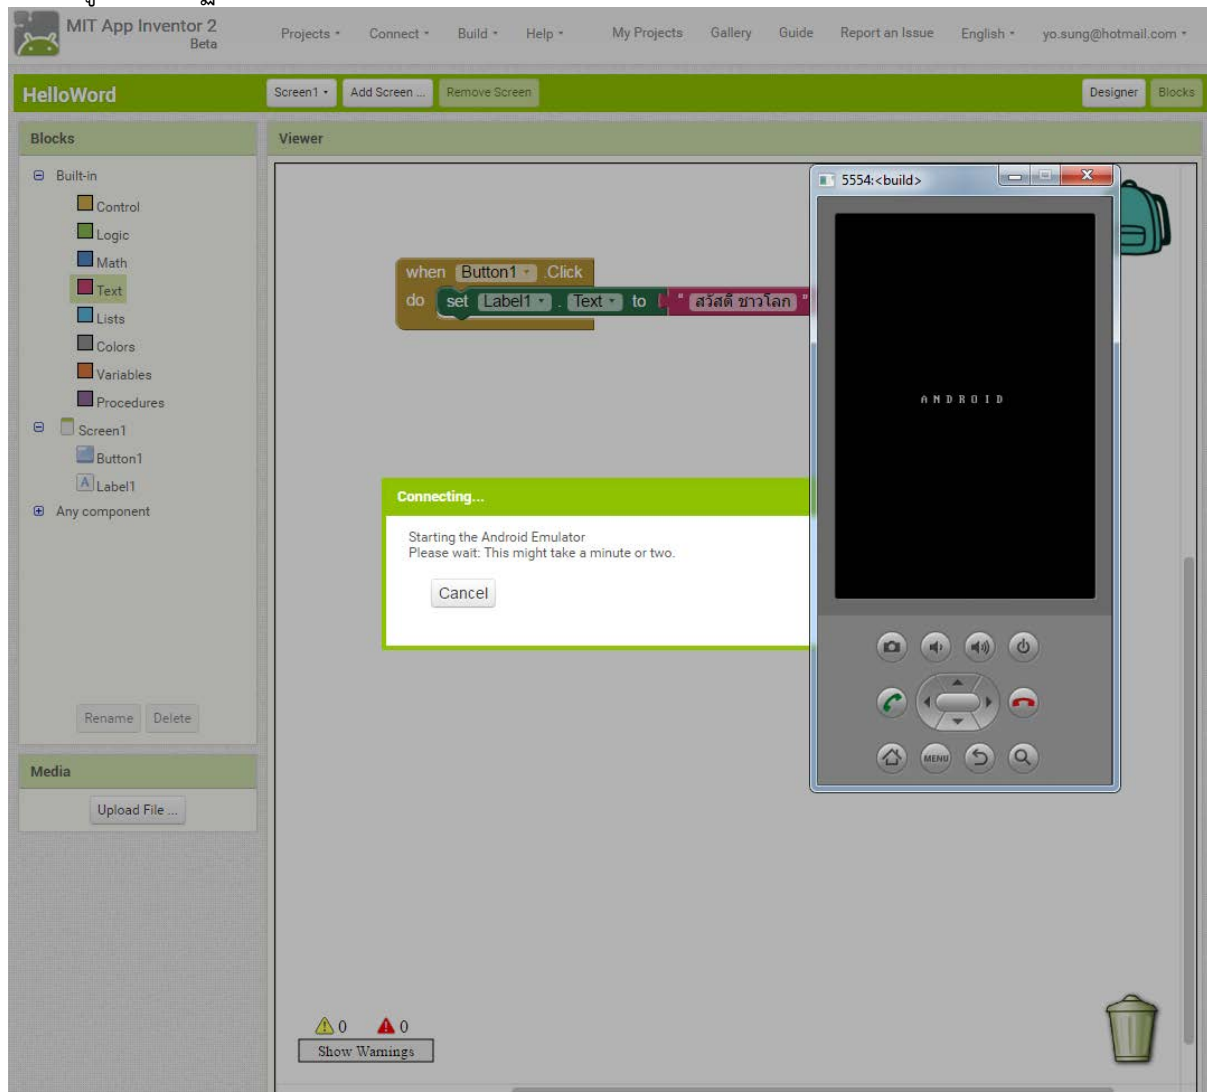 MIT App Inventor 2
Beta
Projects Connect Build Help My Projects Gallery Guide Report an Issue English yo.sung@hotmail.com
HelloWord Screen1 Add Screen ... Remove Screen Designer Blocks
Blocks
Viewer
Built-in
Control
Logic
Math
Text
Lists
Colors
Variables
Procedures
Screen1
Button1
Label1
Any component
Rename Delete
Media
Upload File ...
when Button1 .Click
do set Label1 . Text to " สวัสดี ชาวโลก "
Connecting...
Starting the Android Emulator
Please wait: This might take a minute or two.
Cancel
5554:<build>
ANDROID
MENU
0 0
Show Warnings